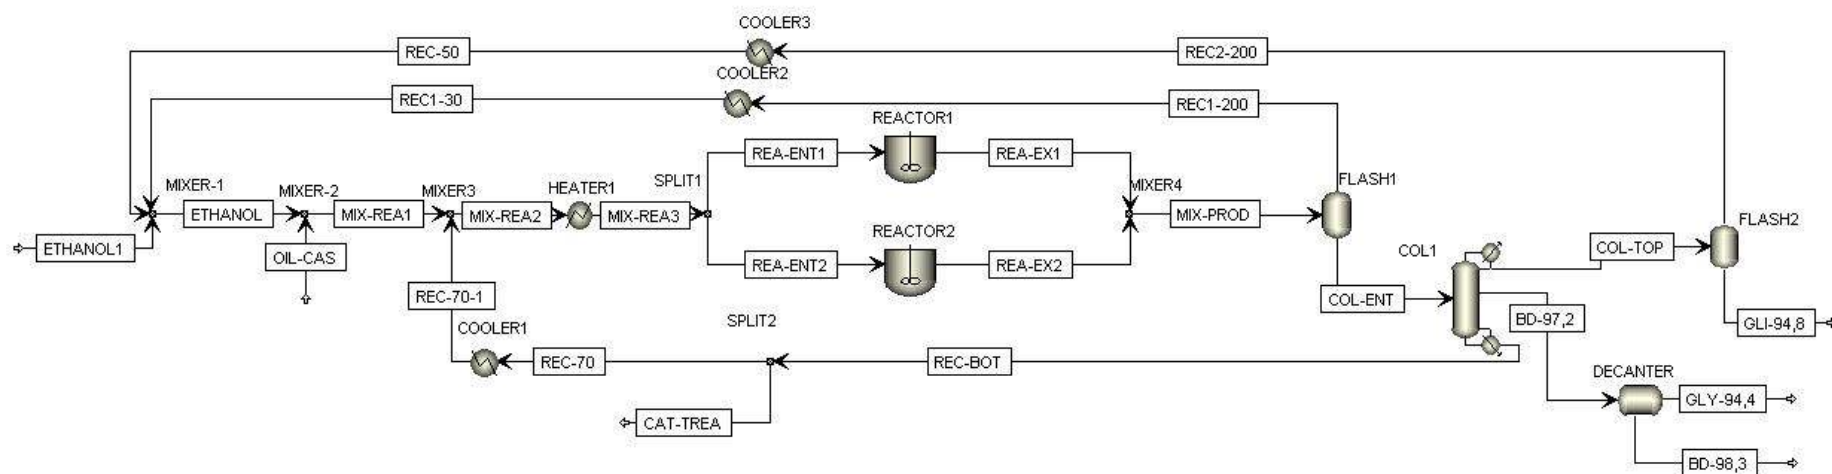 COOLER3
REC-50
REC2-200
COOLER2
REC1-30
REC1-200
REACTOR1
REA-ENT1
REA-EX1
MIXER-1
MIXER-2
MIXER3
HEATER1
SPLIT1
MIXER4
FLASH1
ETHANOL
MIX-REA1
MIX-REA2
MIX-REA3
MIX-PROD
FLASH2
ETHANOL1
OIL-CAS
REACTOR2
REA-ENT2
REA-EX2
COL1
COL-TOP
REC-70-1
COL-ENT
BD-97,2
GLI-94,8
COOLER1
SPLIT2
REC-70
REC-BOT
DECANTER
GLY-94,4
CAT-TREA
BD-98,3